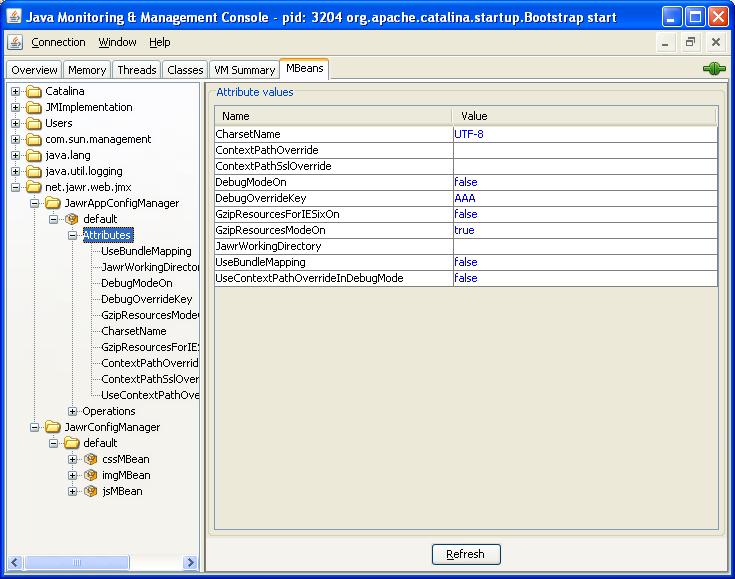 Java Monitoring & Management Console - pid: 3204 org.apache.catalina.startup.Bootstrap start
Connection Window Help
Overview Memory Threads Classes VM Summary MBeans
Catalina
JMImplementation
Users
com.sun.management
java.lang
java.util.logging
net.jawr.web.jmx
JawrAppConfigManager
default
Attributes
UseBundleMapping
JawrWorkingDirecto
DebugModeOn
DebugOverrideKey
GzipResourcesMode
CharsetName
GzipResourcesForIES
ContextPathOverrid
ContextPathSslOver
UseContextPathOve
Operations
JawrConfigManager
default
cssMBean
imgMBean
jsMBean
Attribute values
Name Value
CharsetName UTF-8
ContextPathOverride
ContextPathSslOverride
DebugModeOn false
DebugOverrideKey AAA
GzipResourcesForIESixOn false
GzipResourcesModeOn true
JawrWorkingDirectory
UseBundleMapping false
UseContextPathOverrideInDebugMode false
Refresh